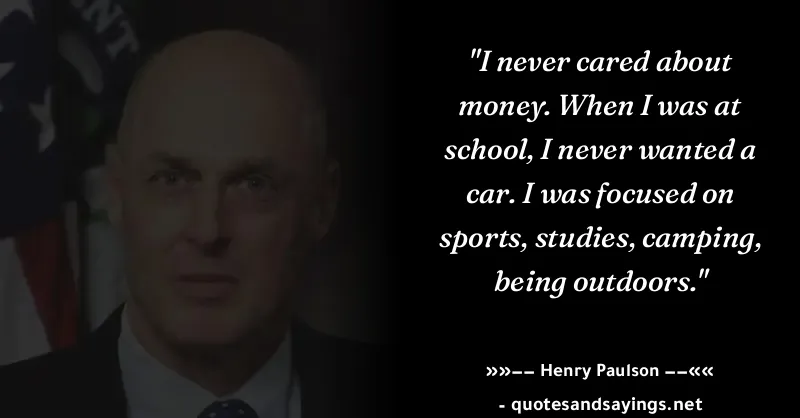 NT
"I never cared about
money. When I was at
school, I never wanted a
car. I was focused on
sports, studies, camping,
being outdoors."
»»−− Henry Paulson −−««
- quotesandsayings.net